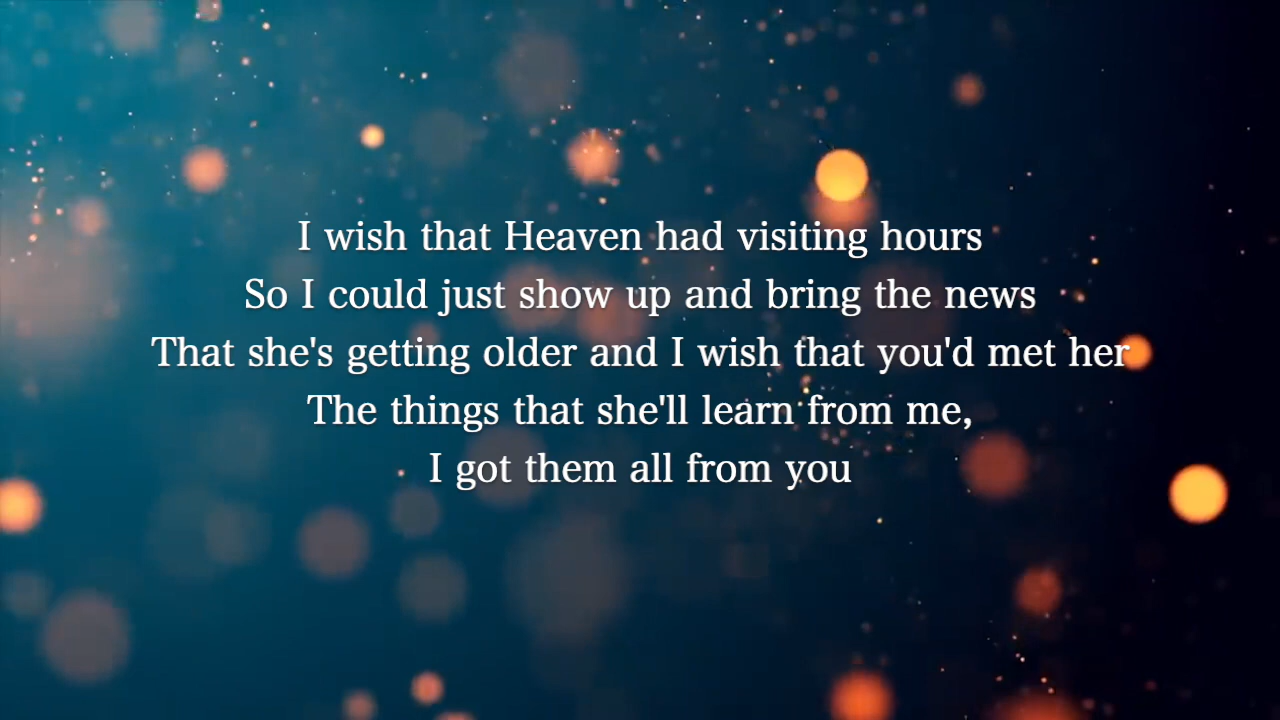 I wish that Heaven had visiting hours
So I could just show up and bring the news
That she's getting older and I wish that you'd met her
The things that she'll learn from me,
I got them all from you